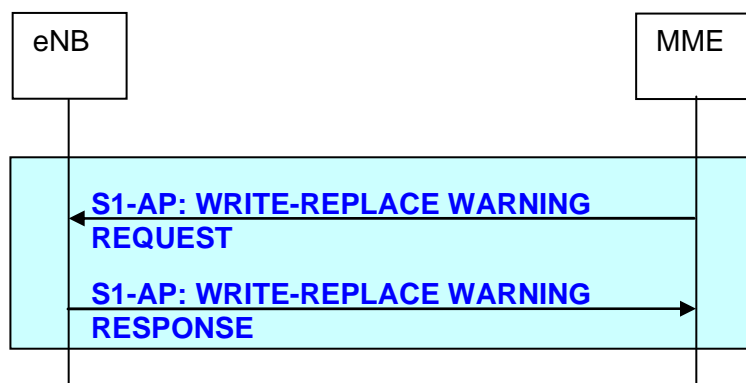 eNB
MME
S1-AP: WRITE-REPLACE WARNING
REQUEST
S1-AP: WRITE-REPLACE WARNING
RESPONSE